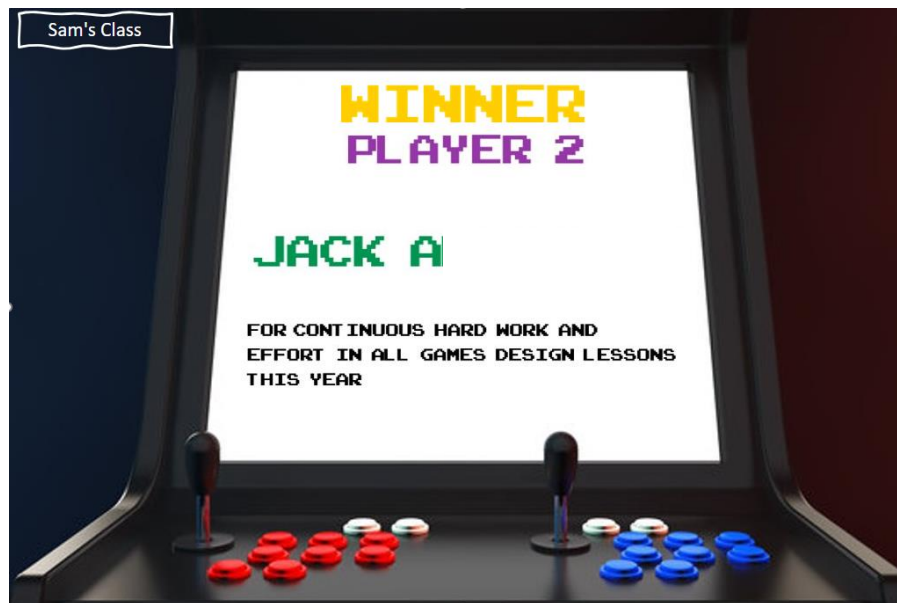 Sam's Class
WINNER
PLAYER 2
JACK A
FOR CONTINUOUS HARD WORK AND
EFFORT IN ALL GAMES DESIGN LESSONS
THIS YEAR